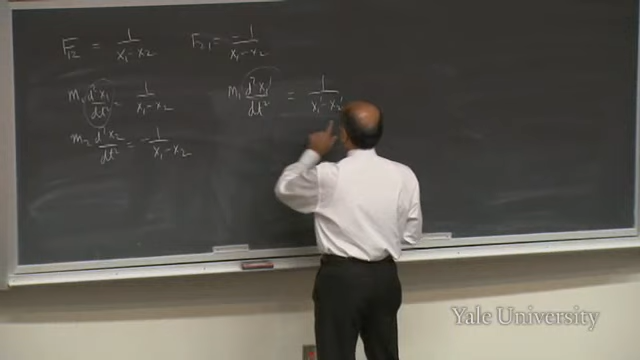 F₁₂ = 1/(x₁ - x₂) F₂₁ = -1/(x₁ - x₂)
m₁ d²x₁/dt² = 1/(x₁ - x₂) m₁ d²x₁'/dt² = 1/(x₁' - x₂')
m₂ d²x₂/dt² = -1/(x₁ - x₂)
Yale University